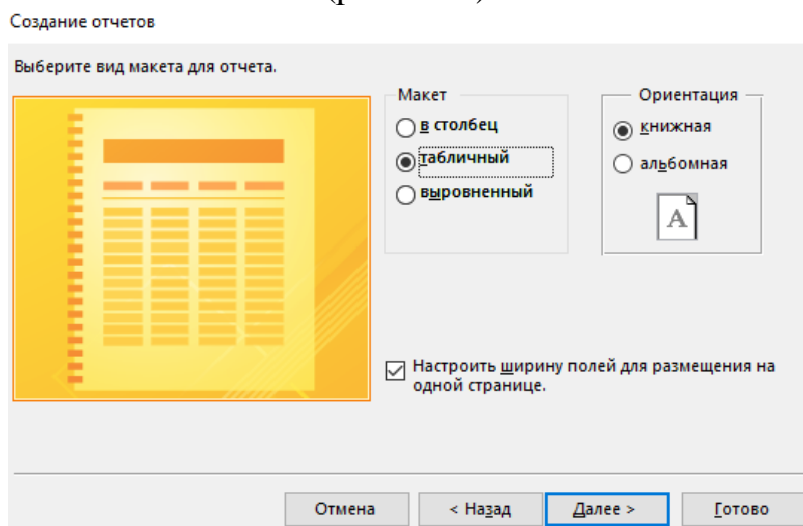 Создание отчетов
Выберите вид макета для отчета.
Макет
в столбец
табличный
выровненный
Ориентация
книжная
альбомная
A
Настроить ширину полей для размещения на
одной странице.
Отмена
< Назад
Далее >
Готово